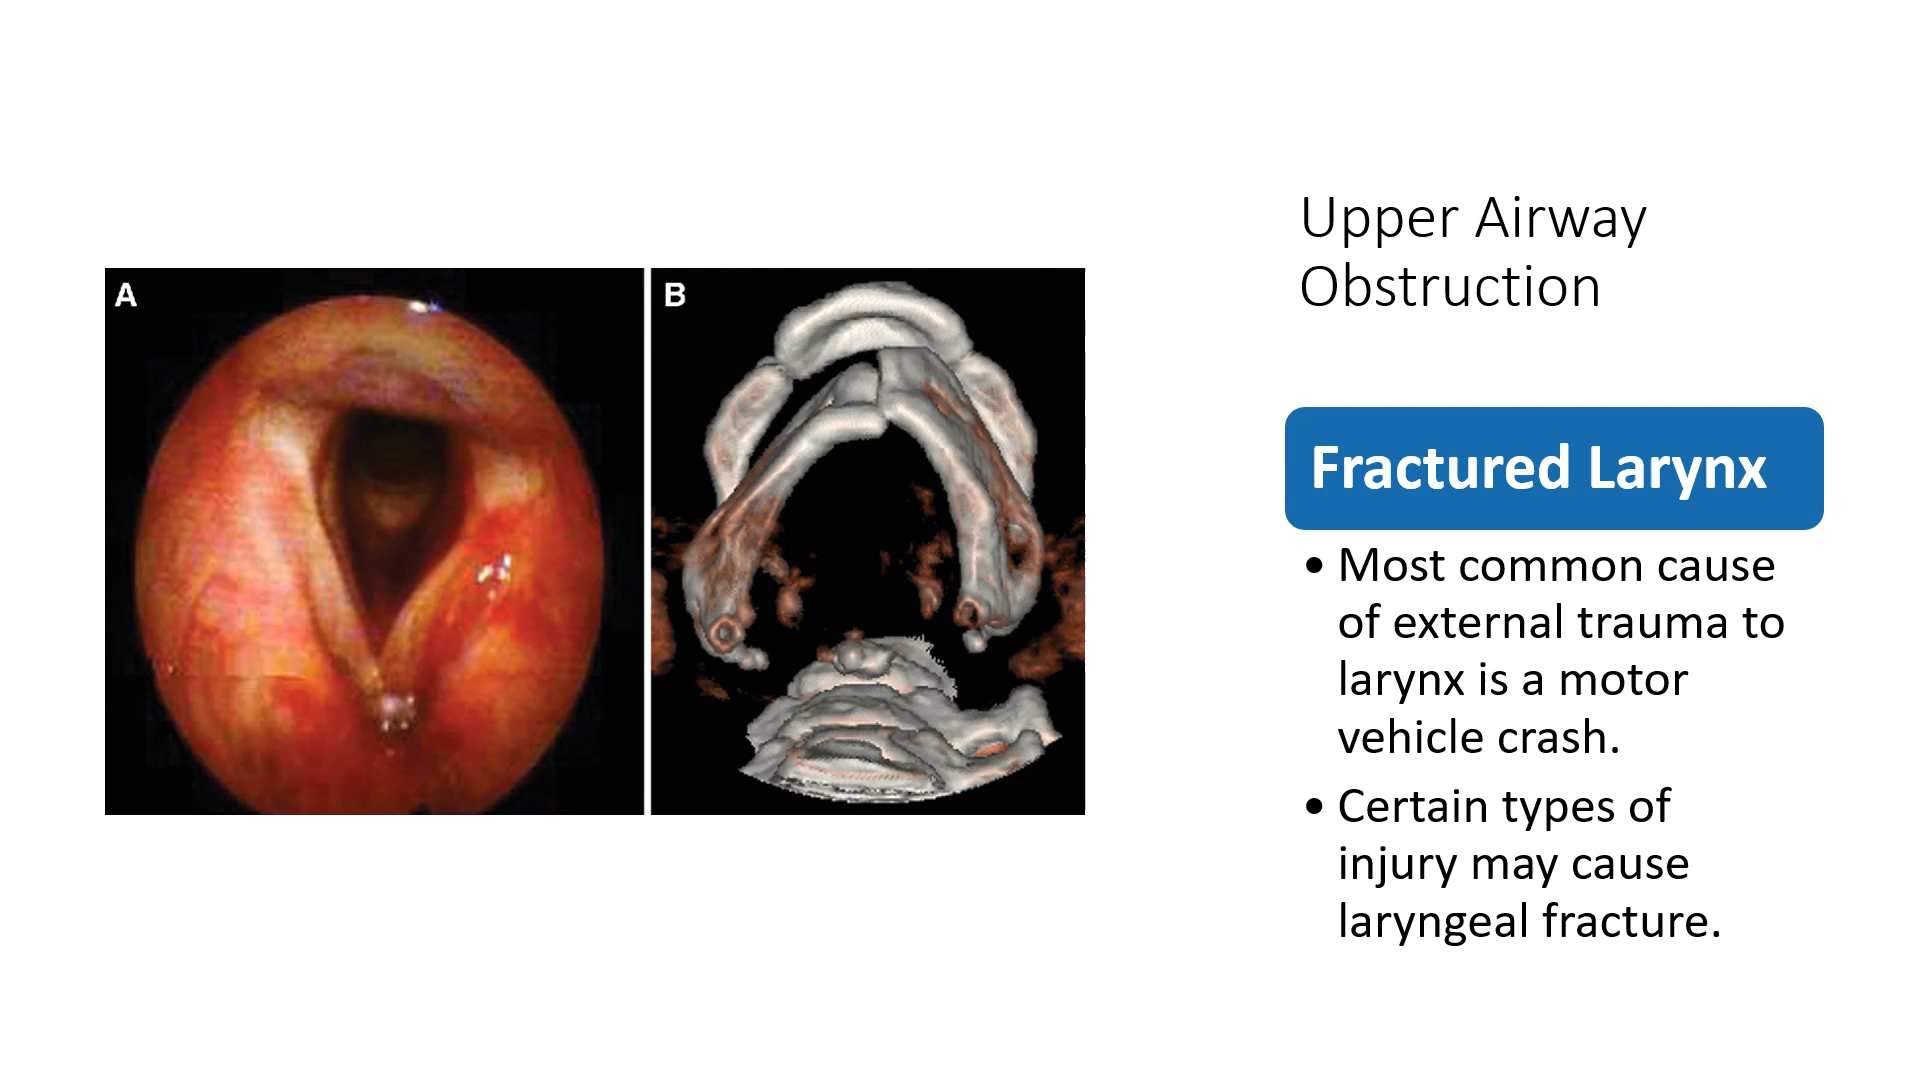 A
B
Upper Airway
Obstruction
Fractured Larynx
• Most common cause
of external trauma to
larynx is a motor
vehicle crash.
• Certain types of
injury may cause
laryngeal fracture.